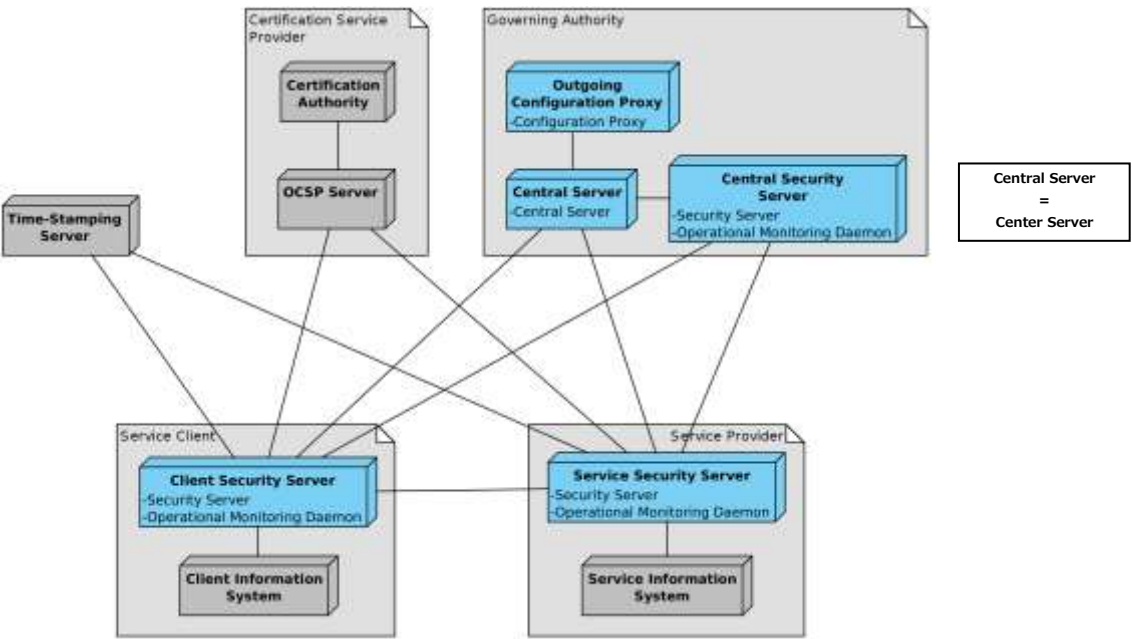 Certification Service
Provider
Certification
Authority
OCSP Server
Governing Authority
Outgoing
Configuration Proxy
-Configuration Proxy
Central Server
-Central Server
Central Security
Server
-Security Server
-Operational Monitoring Daemon
Central Server
=
Center Server
Time-Stamping
Server
Service Client
Client Security Server
-Security Server
-Operational Monitoring Daemon
Client Information
System
Service Provider
Service Security Server
-Security Server
-Operational Monitoring Daemon
Service Information
System